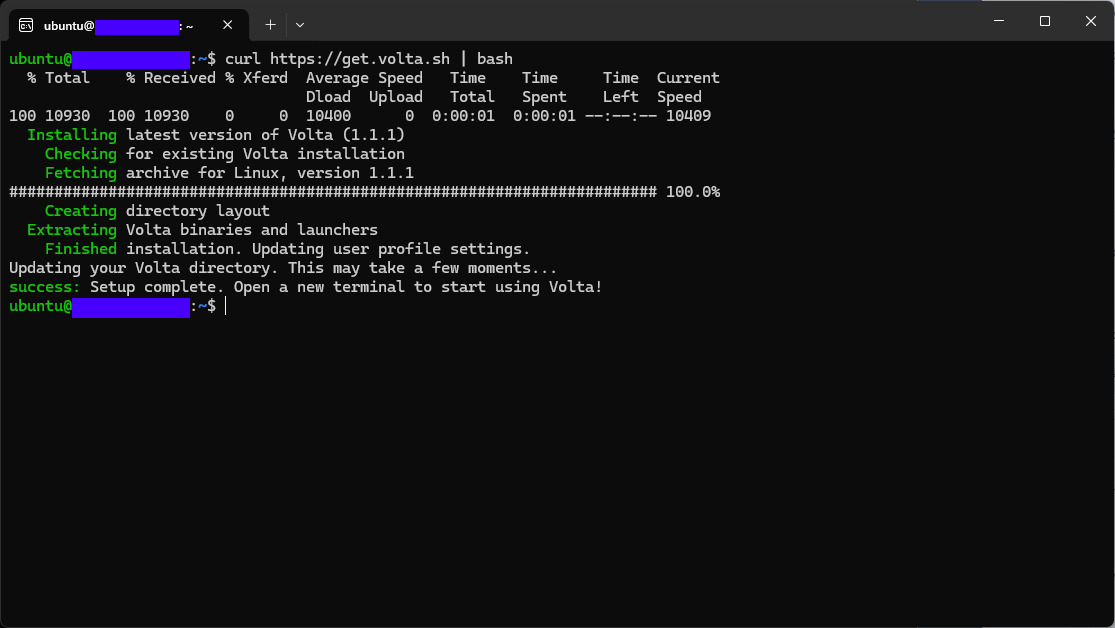 ubuntu@ : ~
ubuntu@ :~$ curl https://get.volta.sh | bash
% Total % Received % Xferd Average Speed Time Time Time Current
Dload Upload Total Spent Left Speed
100 10930 100 10930 0 0 10400 0 0:00:01 0:00:01 --:--:-- 10409
Installing latest version of Volta (1.1.1)
Checking for existing Volta installation
Fetching archive for Linux, version 1.1.1
######################################################################## 100.0%
Creating directory layout
Extracting Volta binaries and launchers
Finished installation. Updating user profile settings.
Updating your Volta directory. This may take a few moments...
success: Setup complete. Open a new terminal to start using Volta!
ubuntu@ :~$